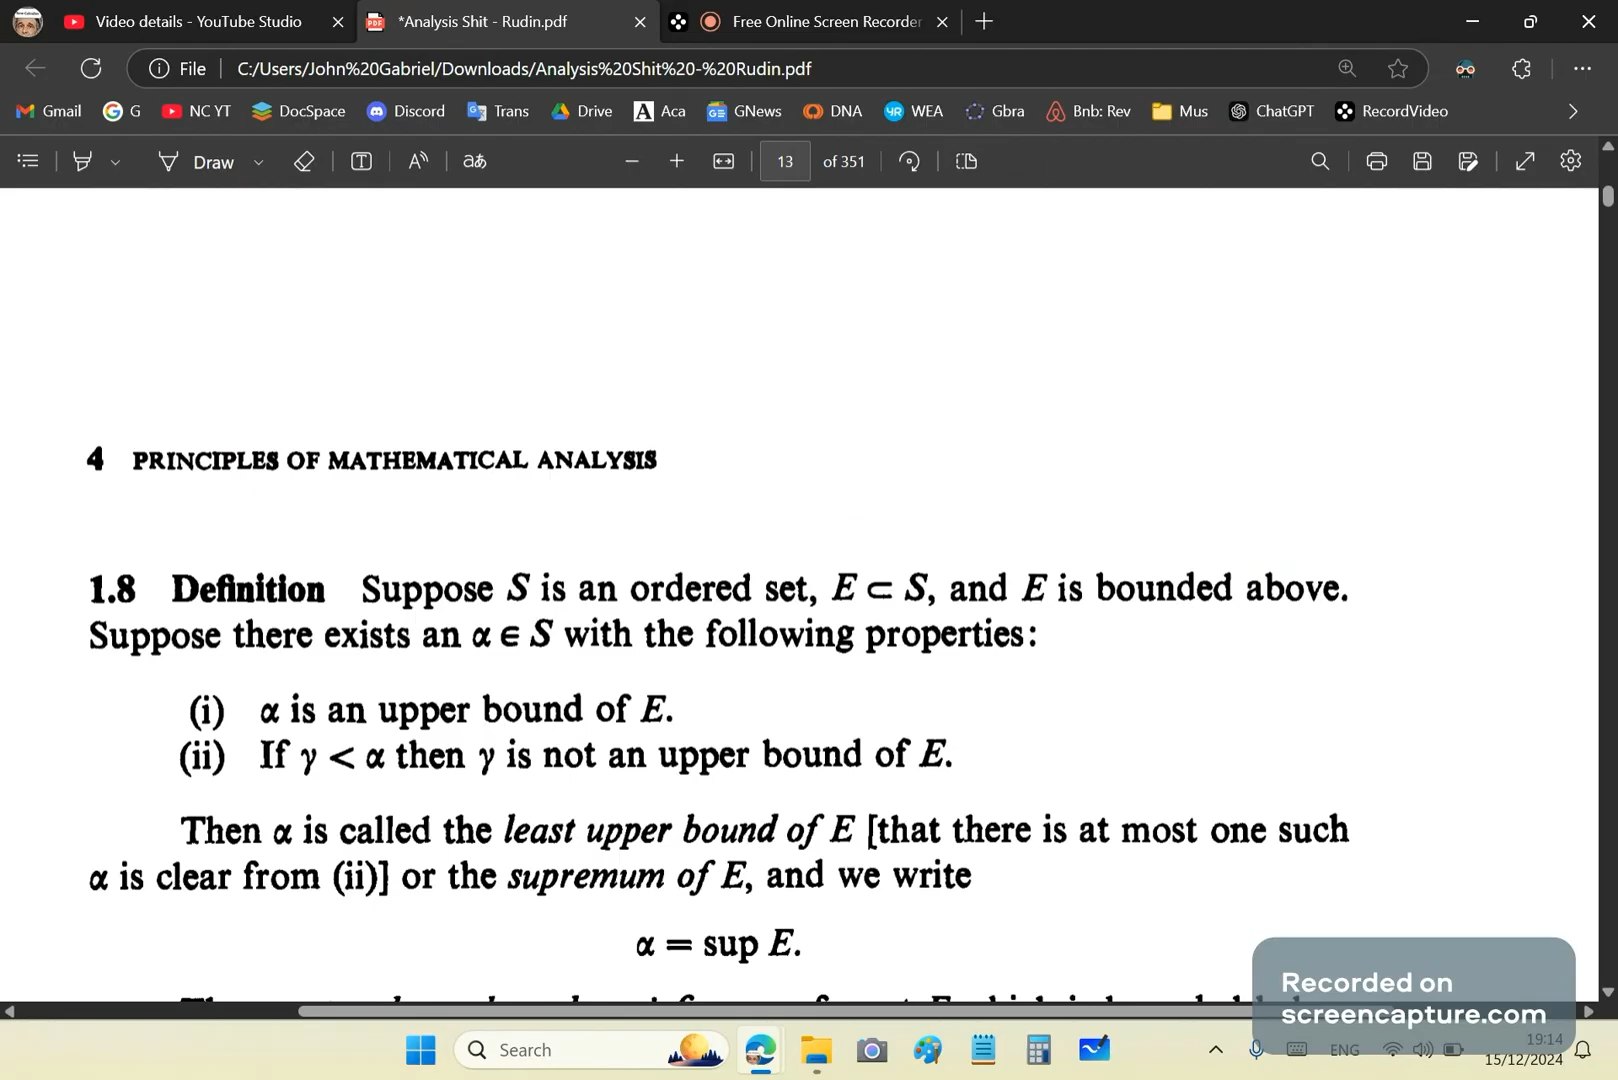 Video details - YouTube Studio
*Analysis Shit - Rudin.pdf
Free Online Screen Recorder
File
C:/Users/John%20Gabriel/Downloads/Analysis%20Shit%20-%20Rudin.pdf
Gmail
G
NC YT
DocSpace
Discord
Trans
Drive
Aca
GNews
DNA
WEA
Gbra
Bnb: Rev
Mus
ChatGPT
RecordVideo
Draw
13 of 351
4 PRINCIPLES OF MATHEMATICAL ANALYSIS
1.8 Definition Suppose S is an ordered set, E ⊂ S, and E is bounded above.
Suppose there exists an α ∈ S with the following properties:
(i) α is an upper bound of E.
(ii) If γ < α then γ is not an upper bound of E.
Then α is called the least upper bound of E [that there is at most one such
α is clear from (ii)] or the supremum of E, and we write
α = sup E.
Recorded on
screencapture.com
Search
ENG
19:14
15/12/2024